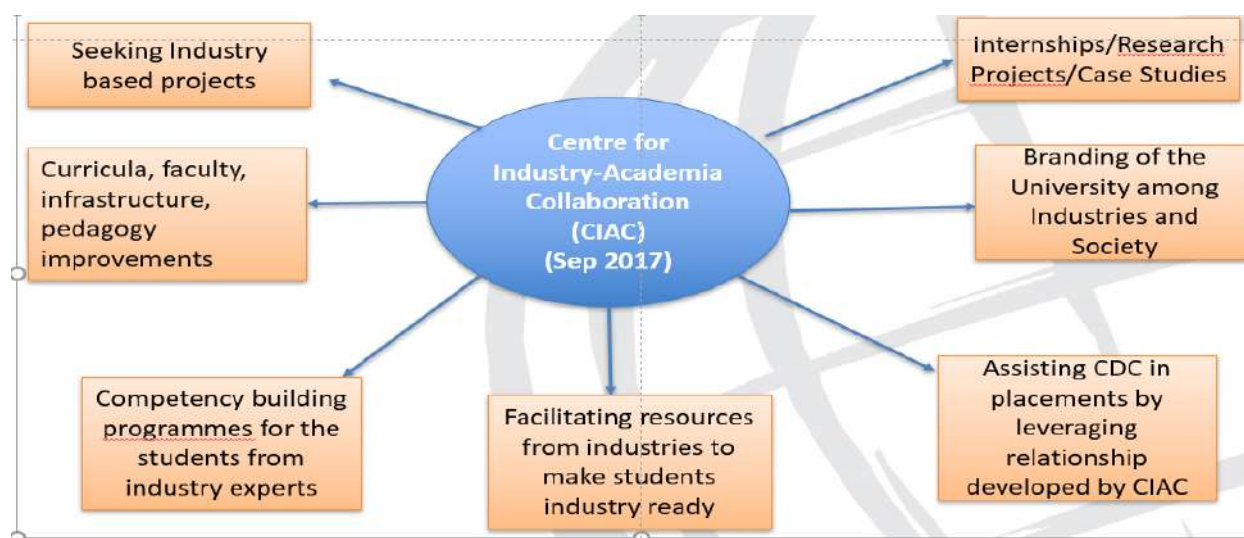 Seeking Industry
based projects
Internships/Research
Projects/Case Studies
Centre for
Industry-Academia
Collaboration
(CIAC)
(Sep 2017)
Curricula, faculty,
infrastructure,
pedagogy
improvements
Branding of the
University among
Industries and
Society
Competency building
programmes for the
students from
industry experts
Facilitating resources
from industries to
make students
industry ready
Assisting CDC in
placements by
leveraging
relationship
developed by CIAC